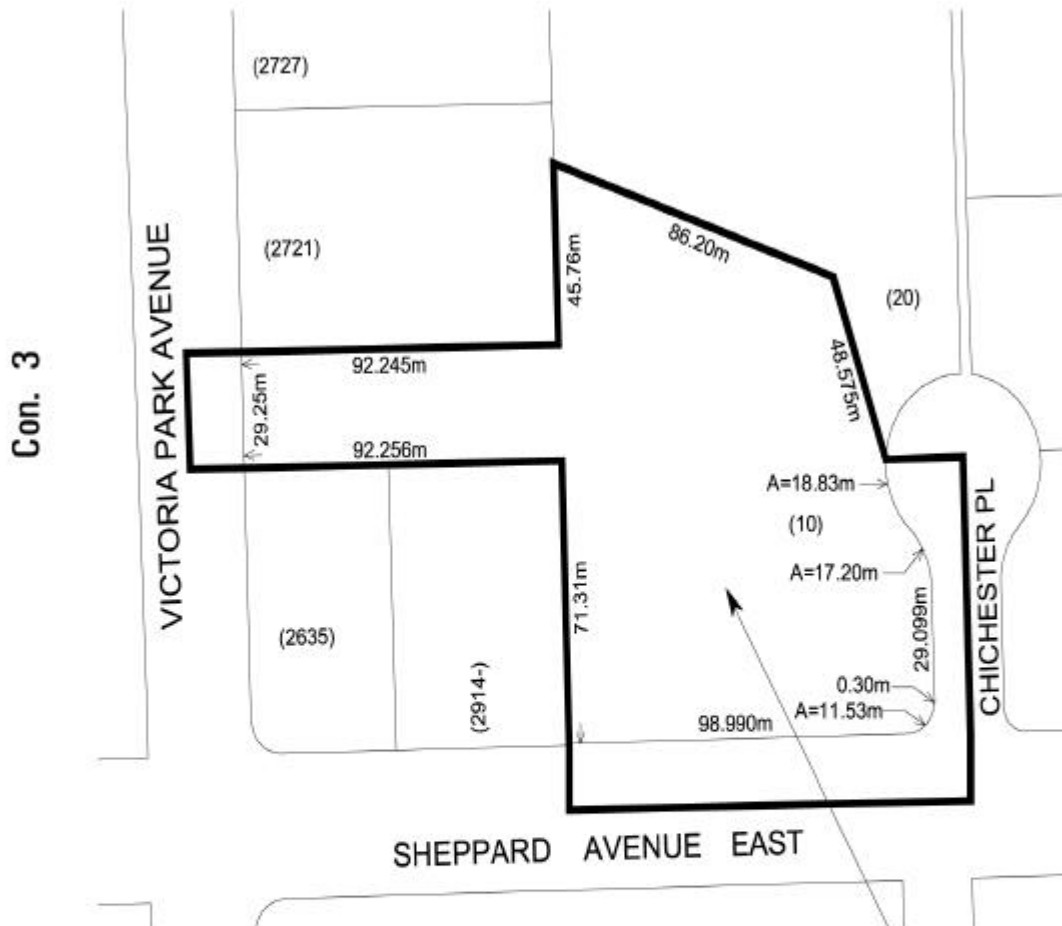 (2727)
(2721)
86.20m
45.76m
(20)
VICTORIA PARK AVENUE
Con. 3
92.245m
29.25m
48.575m
92.256m
A=18.83m
(10)
CHICHESTER PL
A=17.20m
71.31m
29.099m
(2635)
(2914-)
0.30m
A=11.53m
98.990m
SHEPPARD AVENUE EAST